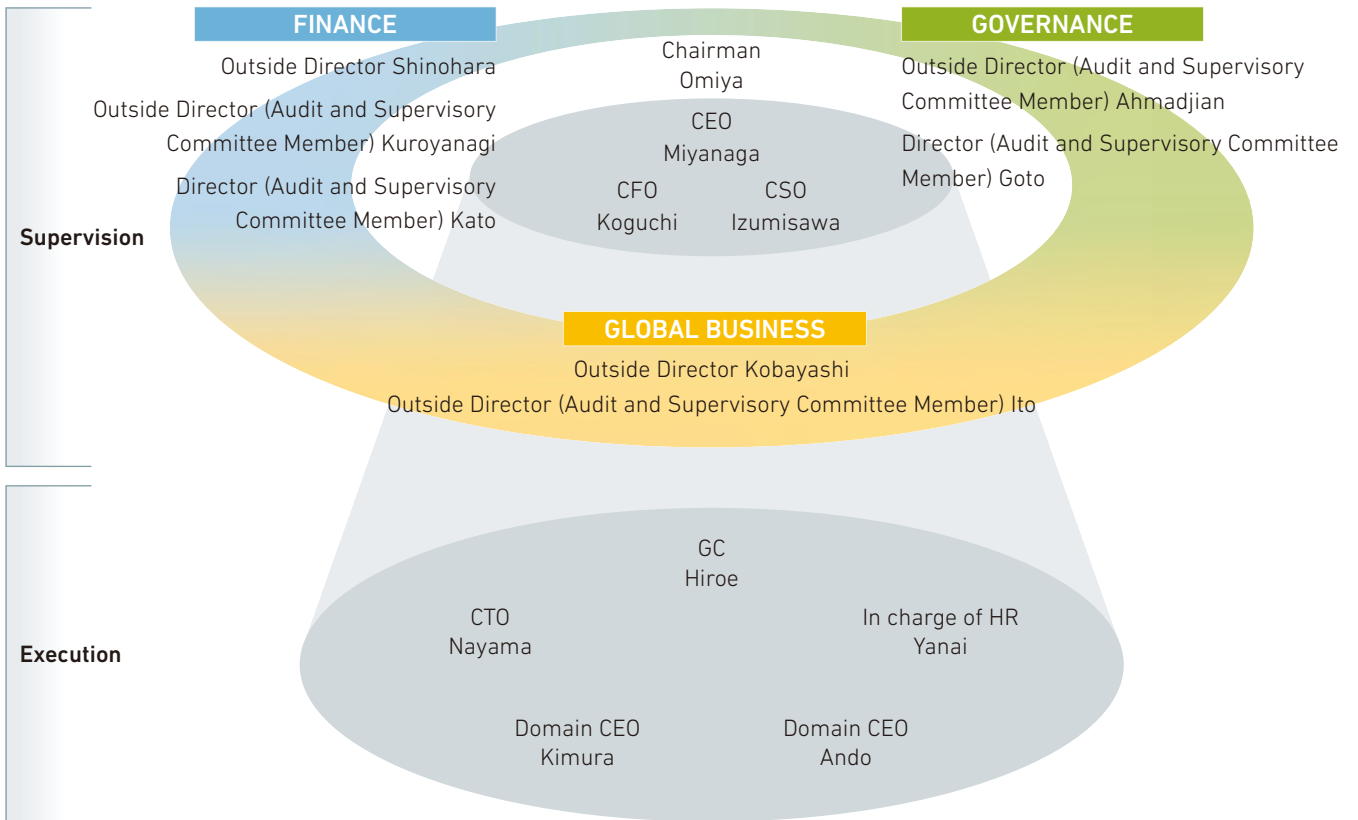 FINANCE
Outside Director Shinohara
Outside Director (Audit and Supervisory
Committee Member) Kuroyanagi
Director (Audit and Supervisory
Committee Member) Kato
Chairman
Omiya
CEO
Miyanaga
CFO
Koguchi
CSO
Izumisawa
GOVERNANCE
Outside Director (Audit and Supervisory
Committee Member) Ahmadjian
Director (Audit and Supervisory Committee
Member) Goto
Supervision
GLOBAL BUSINESS
Outside Director Kobayashi
Outside Director (Audit and Supervisory Committee Member) Ito
Execution
GC
Hiroe
CTO
Nayama
In charge of HR
Yanai
Domain CEO
Kimura
Domain CEO
Ando